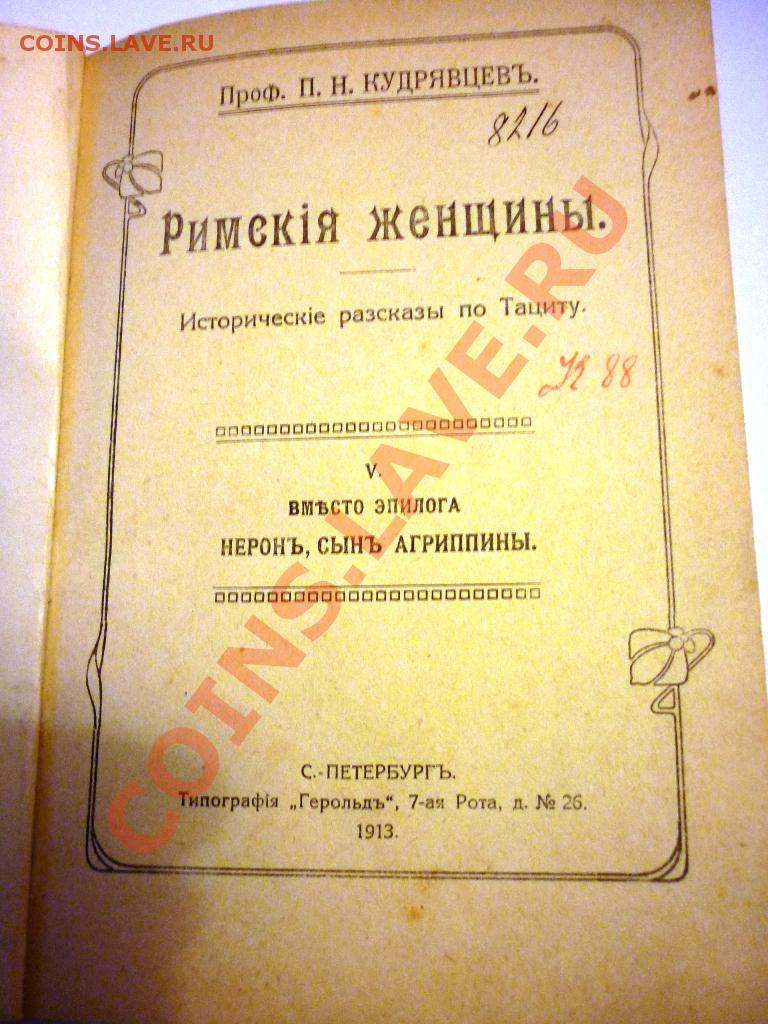 COINS.LAVE.RU
Проф. П. Н. КУДРЯВЦЕВЪ.
8216
Римскія женщины.
Историческіе разсказы по Тациту.
К 88
V.
ВМѢСТО ЭПИЛОГА
НЕРОНЪ, СЫНЪ АГРИППИНЫ.
COINS.LAVE.RU
С.-ПЕТЕРБУРГЪ.
Типографія „Герольдъ“, 7-ая Рота, д. № 26.
1913.